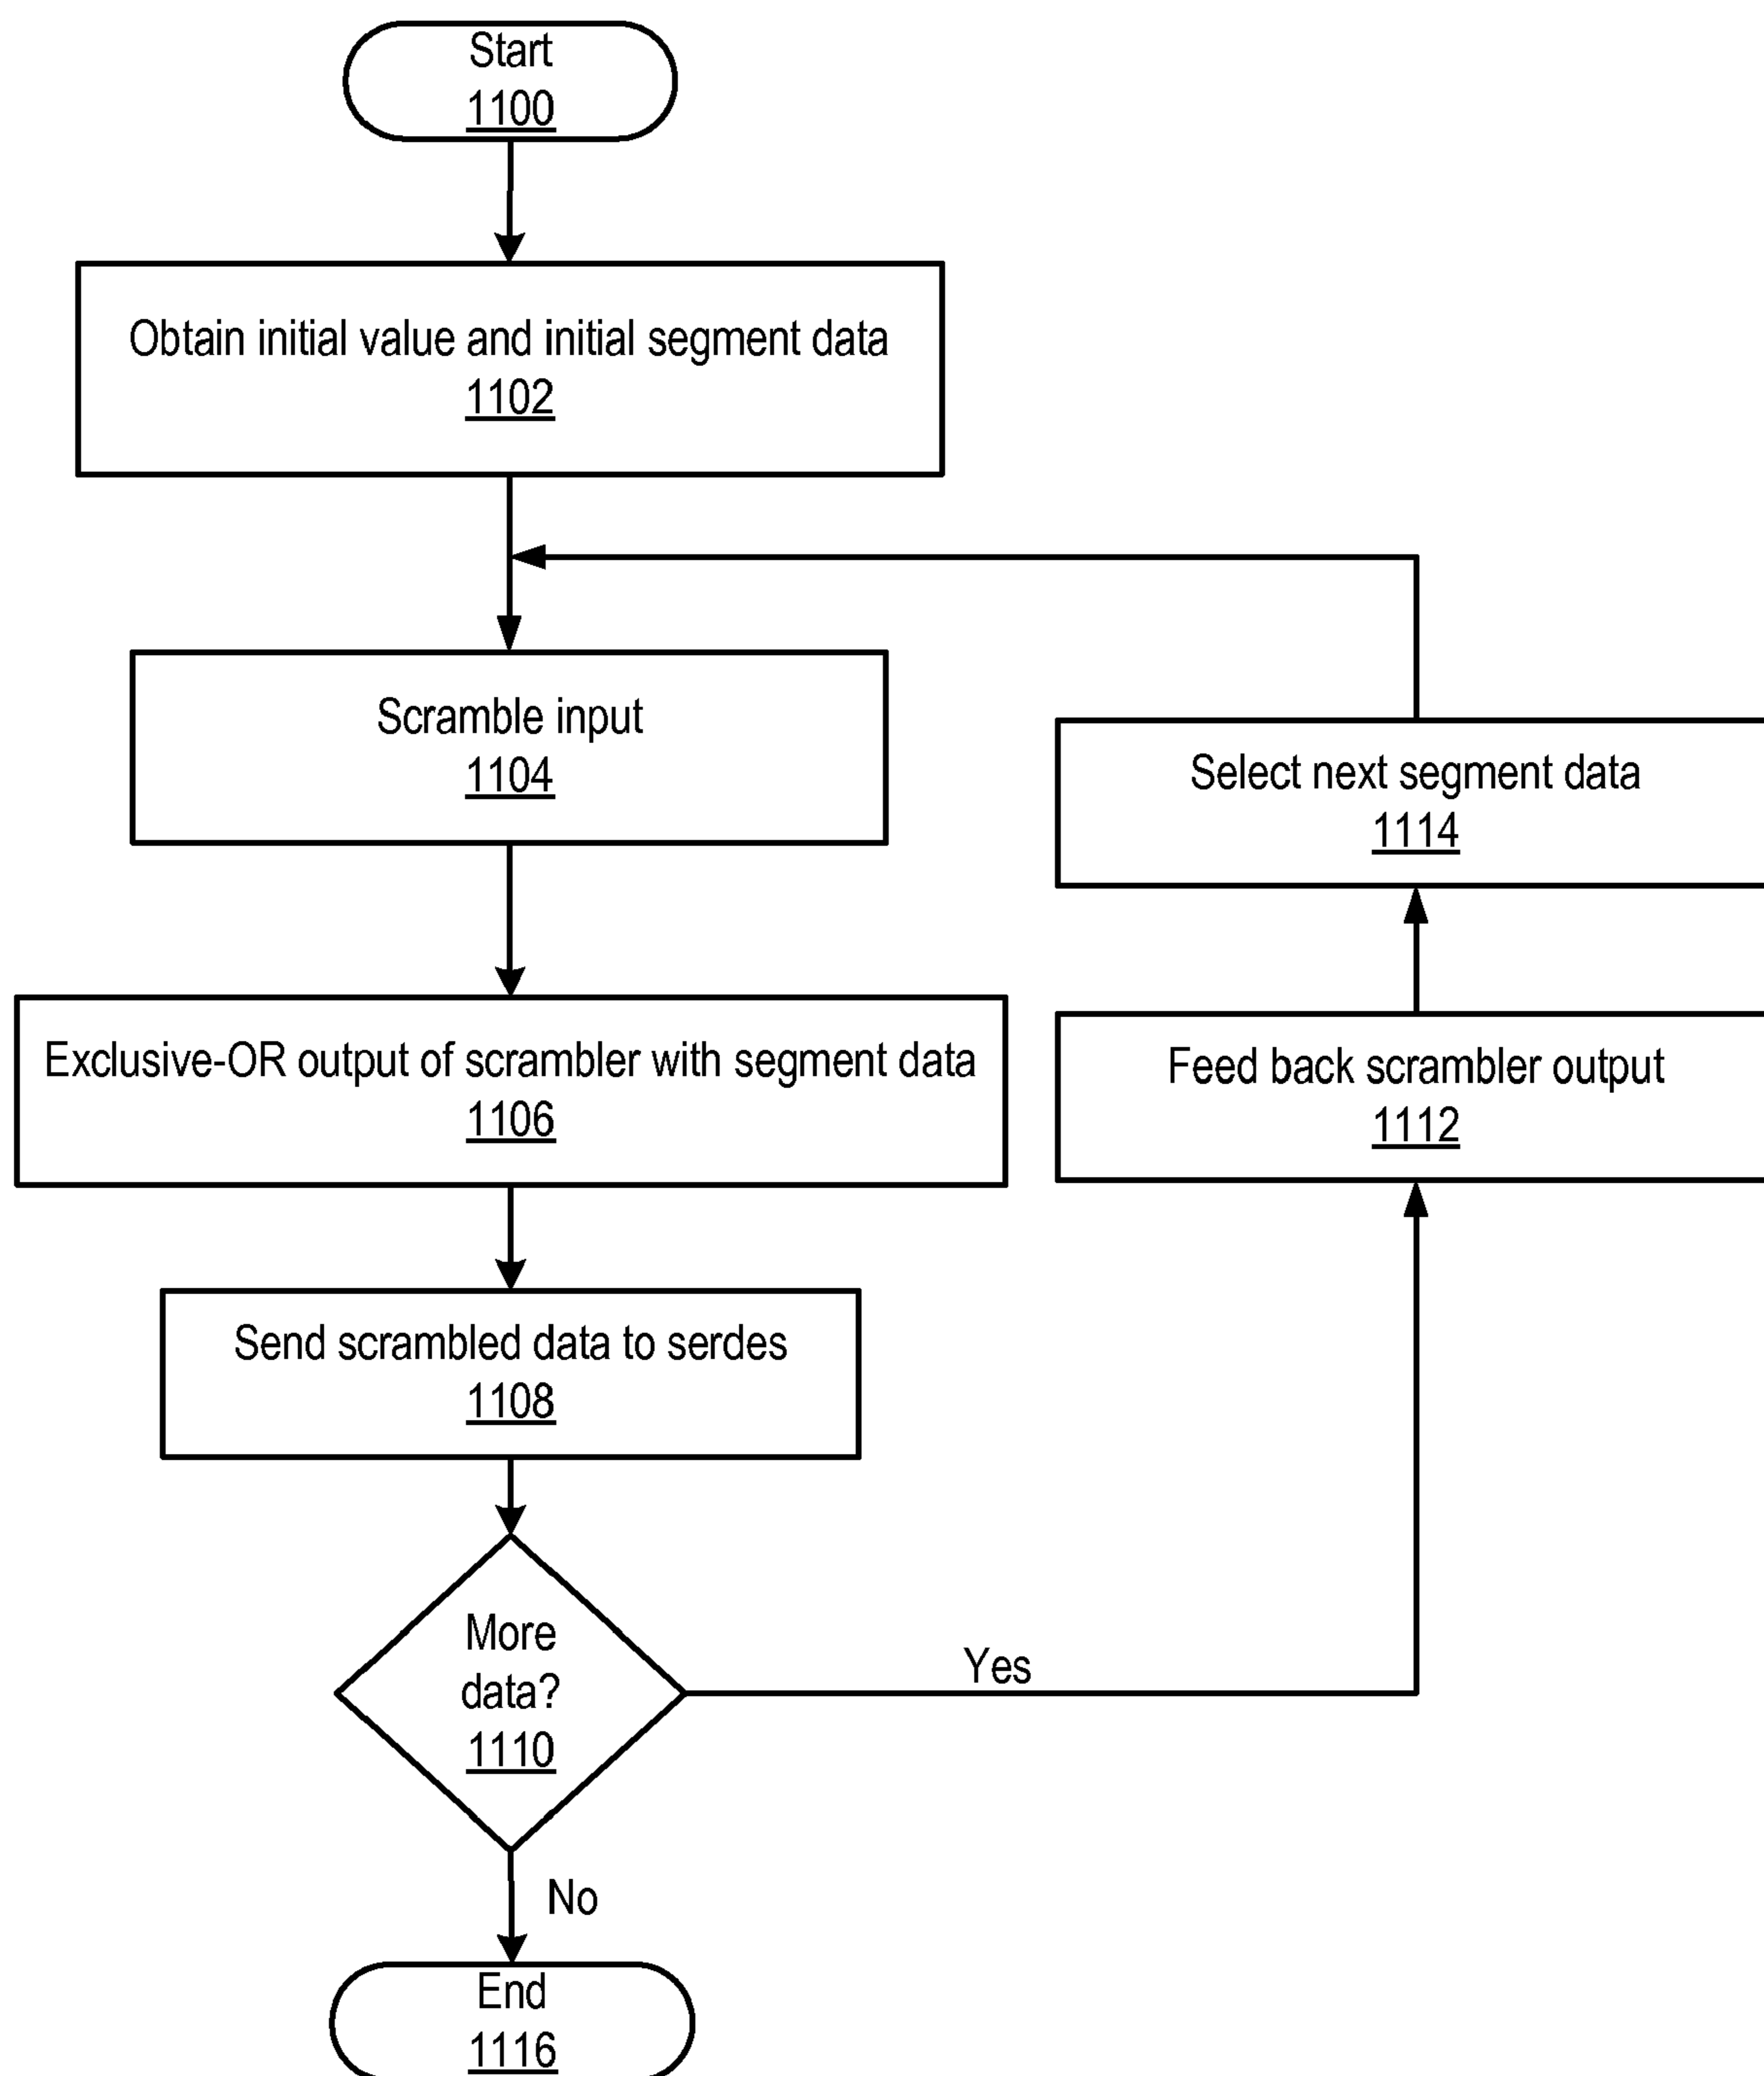 Start
1100
Obtain initial value and initial segment data
1102
Scramble input
1104
Select next segment data
1114
Exclusive-OR output of scrambler with segment data
1106
Feed back scrambler output
1112
Send scrambled data to serdes
1108
More
data?
1110
Yes
No
End
1116